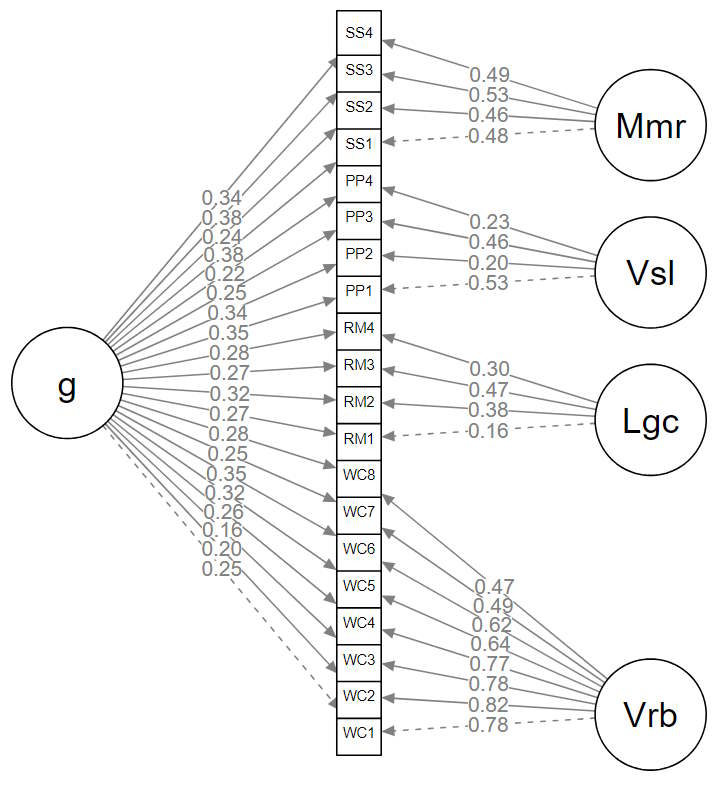 SS4
SS3
SS2
SS1
PP4
PP3
PP2
PP1
RM4
RM3
RM2
RM1
WC8
WC7
WC6
WC5
WC4
WC3
WC2
WC1
g
0.34
0.38
0.24
0.38
0.22
0.25
0.34
0.35
0.28
0.27
0.32
0.27
0.28
0.25
0.35
0.32
0.26
0.16
0.20
0.25
Mmr
0.49
0.53
0.46
0.48
Vsl
0.23
0.46
0.20
0.53
Lgc
0.30
0.47
0.38
0.16
Vrb
0.47
0.49
0.62
0.64
0.77
0.78
0.82
0.78